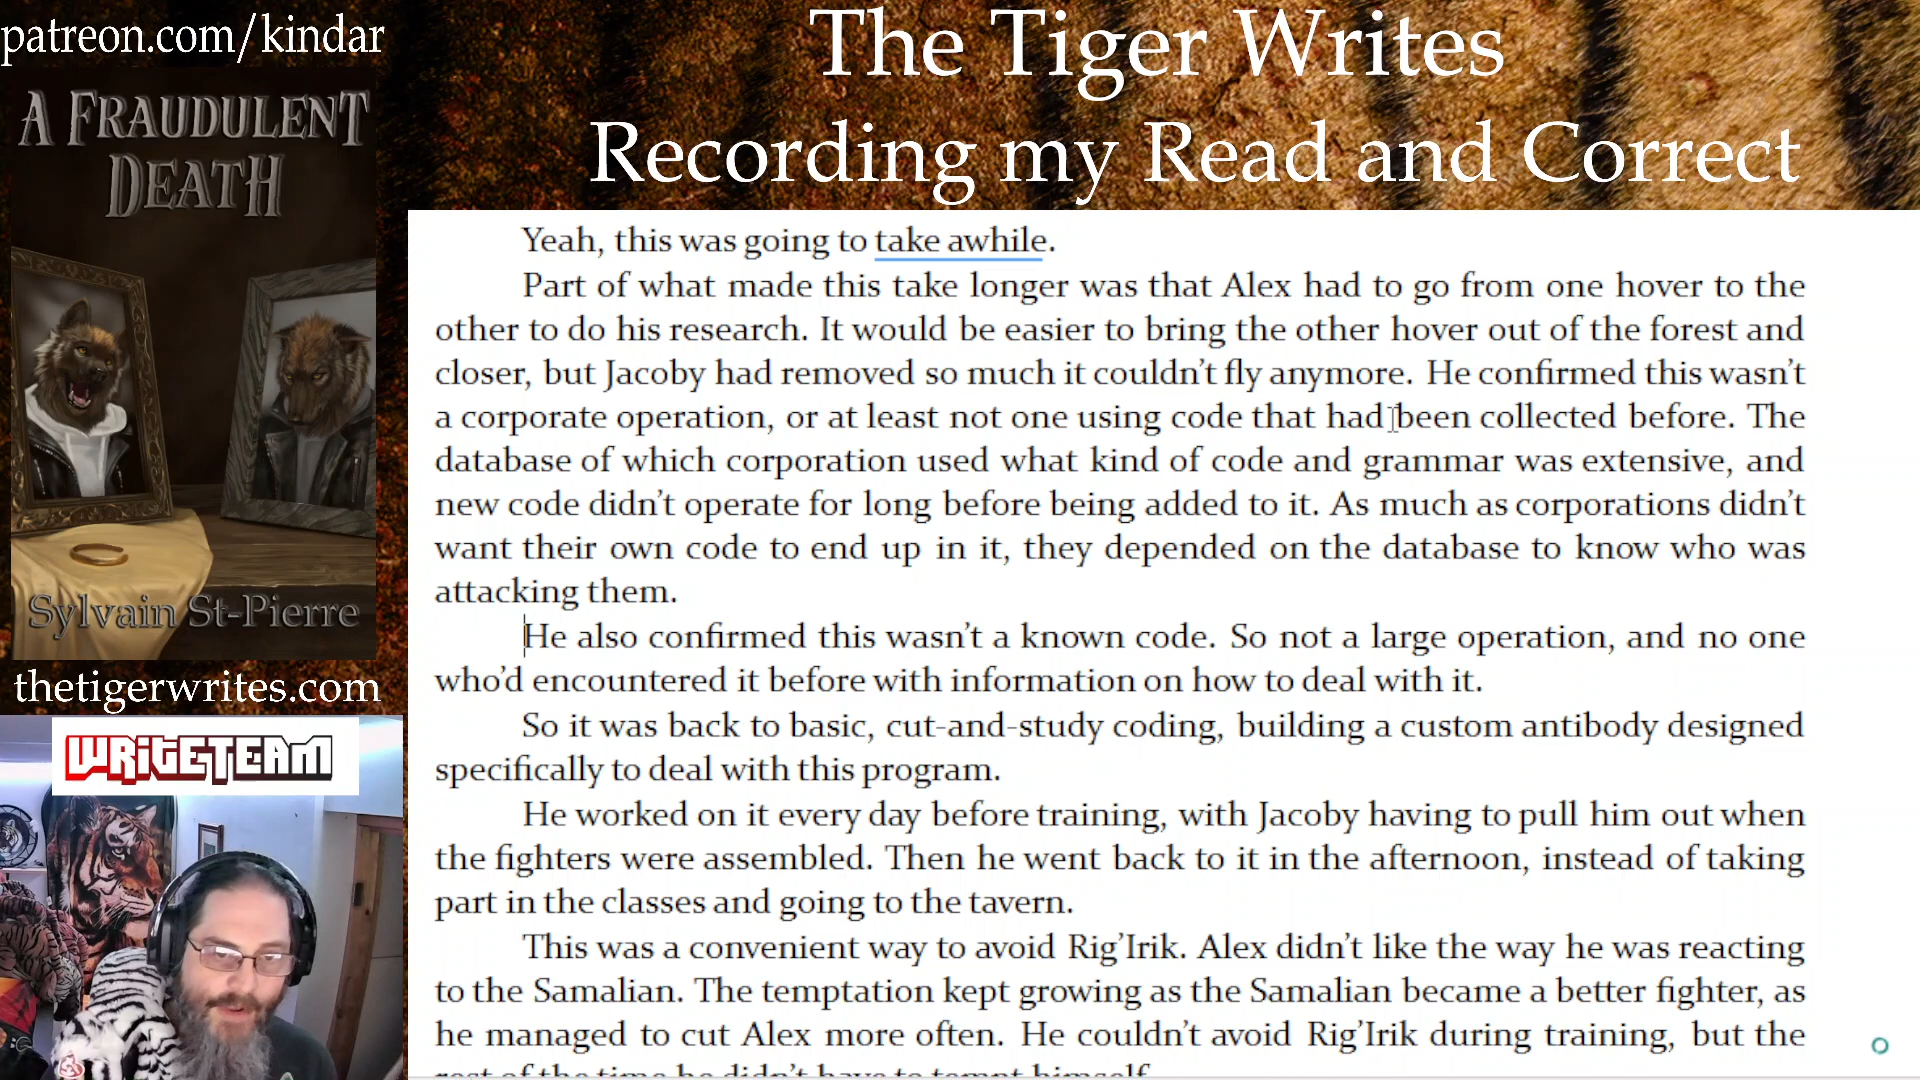 patreon.com/kindar
A FRAUDULENT
DEATH
Sylvain St-Pierre
thetigerwrites.com
WRITETEAM
The Tiger Writes
Recording my Read and Correct
Yeah, this was going to take awhile.
Part of what made this take longer was that Alex had to go from one hover to the
other to do his research. It would be easier to bring the other hover out of the forest and
closer, but Jacoby had removed so much it couldn't fly anymore. He confirmed this wasn't
a corporate operation, or at least not one using code that had been collected before. The
database of which corporation used what kind of code and grammar was extensive, and
new code didn't operate for long before being added to it. As much as corporations didn't
want their own code to end up in it, they depended on the database to know who was
attacking them.
He also confirmed this wasn't a known code. So not a large operation, and no one
who'd encountered it before with information on how to deal with it.
So it was back to basic, cut-and-study coding, building a custom antibody designed
specifically to deal with this program.
He worked on it every day before training, with Jacoby having to pull him out when
the fighters were assembled. Then he went back to it in the afternoon, instead of taking
part in the classes and going to the tavern.
This was a convenient way to avoid Rig'Irik. Alex didn't like the way he was reacting
to the Samalian. The temptation kept growing as the Samalian became a better fighter, as
he managed to cut Alex more often. He couldn't avoid Rig'Irik during training, but the
rest of the time he didn't have to tempt himself.